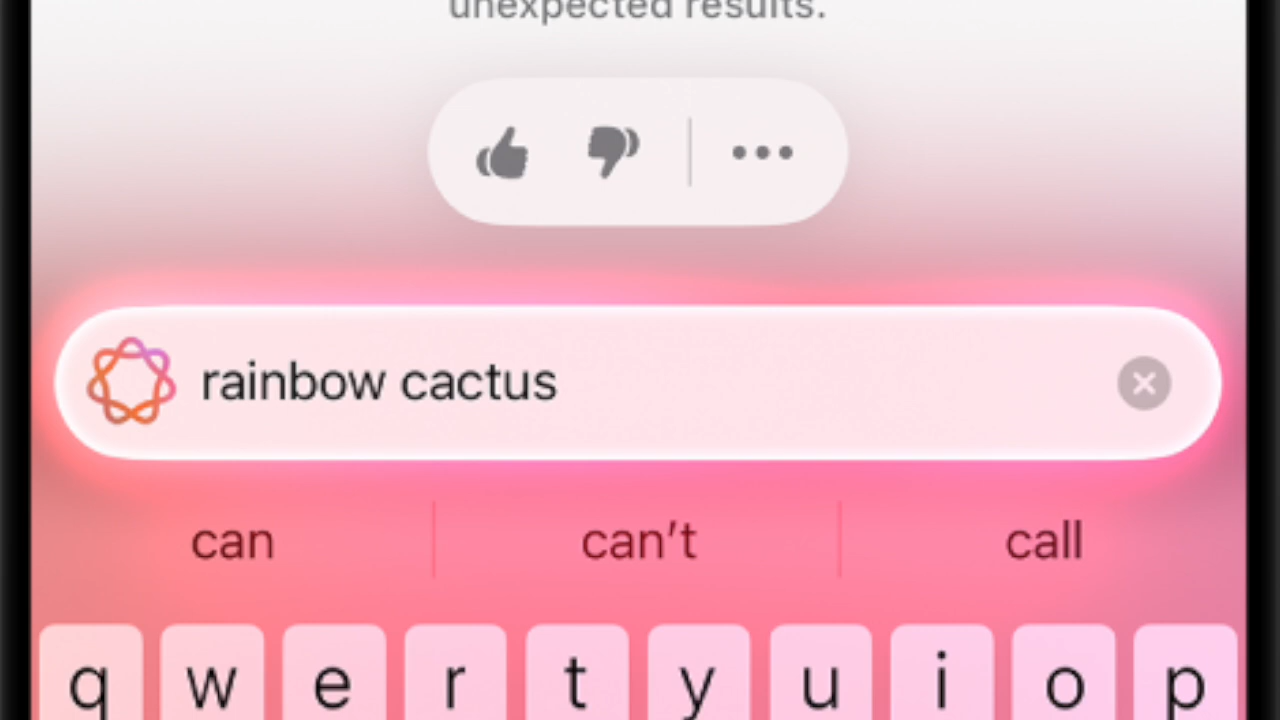 unexpected results.
rainbow cactus
can can't call
q w e r t y u i o p